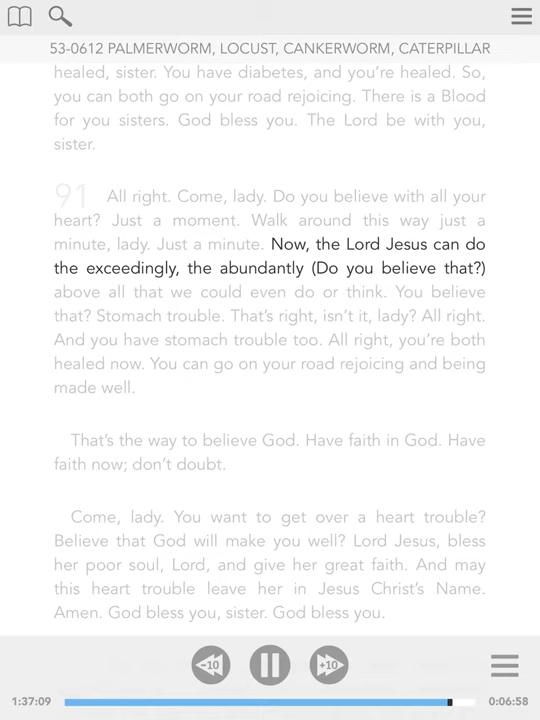 53-0612 PALMERWORM, LOCUST, CANKERWORM, CATERPILLAR
healed, sister. You have diabetes, and you’re healed. So,
you can both go on your road rejoicing. There is a Blood
for you sisters. God bless you. The Lord be with you,
sister.
91 All right. Come, lady. Do you believe with all your
heart? Just a moment. Walk around this way just a
minute, lady. Just a minute. Now, the Lord Jesus can do
the exceedingly, the abundantly (Do you believe that?)
above all that we could even do or think. You believe
that? Stomach trouble. That’s right, isn’t it, lady? All right.
And you have stomach trouble too. All right, you’re both
healed now. You can go on your road rejoicing and being
made well.
That’s the way to believe God. Have faith in God. Have
faith now; don’t doubt.
Come, lady. You want to get over a heart trouble?
Believe that God will make you well? Lord Jesus, bless
her poor soul, Lord, and give her great faith. And may
this heart trouble leave her in Jesus Christ’s Name.
Amen. God bless you, sister. God bless you.
-10 +10
1:37:09 0:06:58